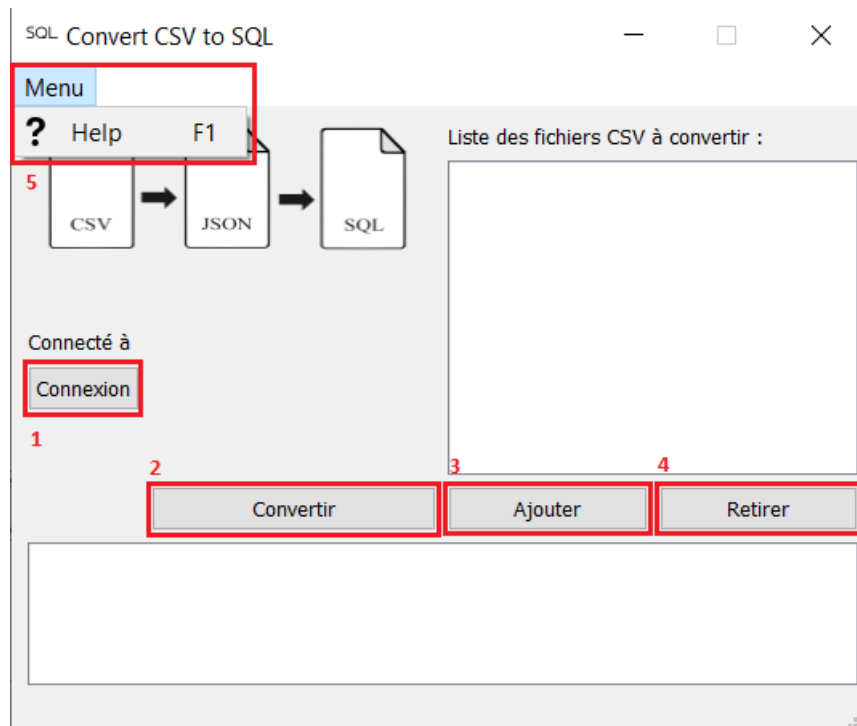 SQL Convert CSV to SQL
Menu
? Help F1
5
CSV
JSON
SQL
Liste des fichiers CSV à convertir :
Connecté à
Connexion
1
2
3
4
Convertir
Ajouter
Retirer